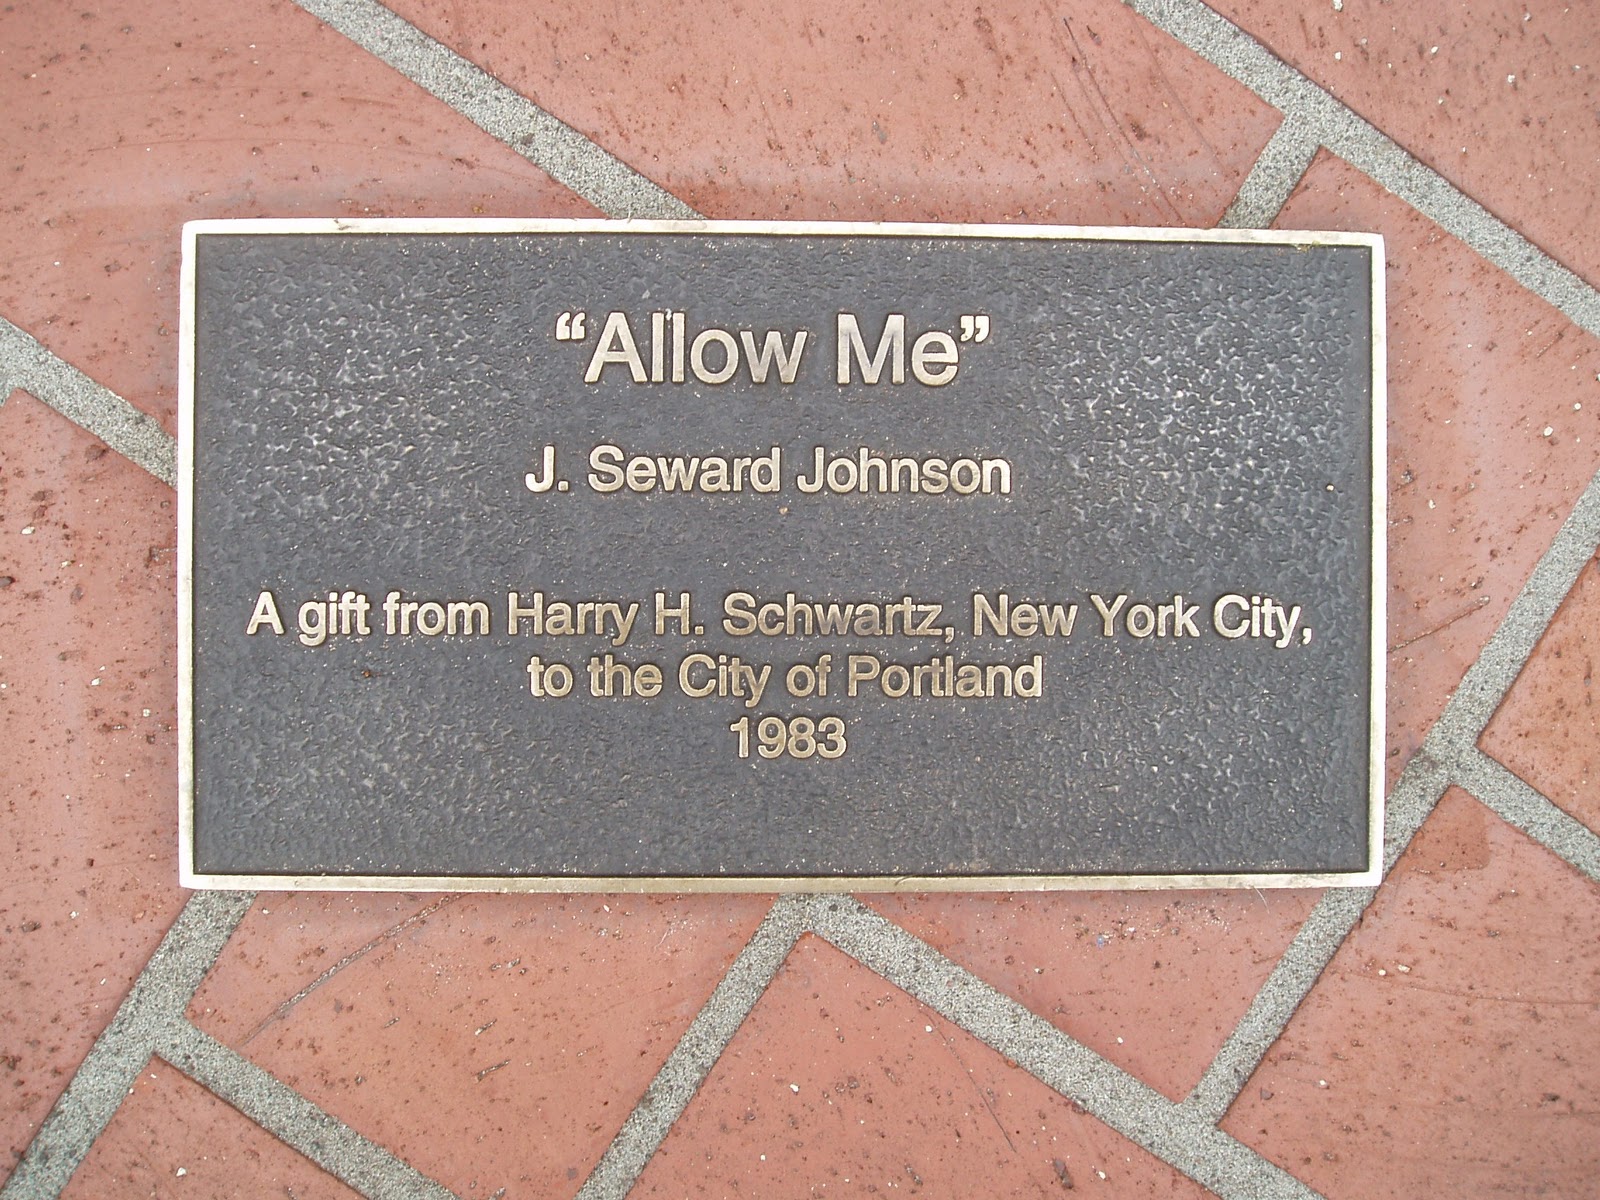 “Allow Me”
J. Seward Johnson
A gift from Harry H. Schwartz, New York City,
to the City of Portland
1983